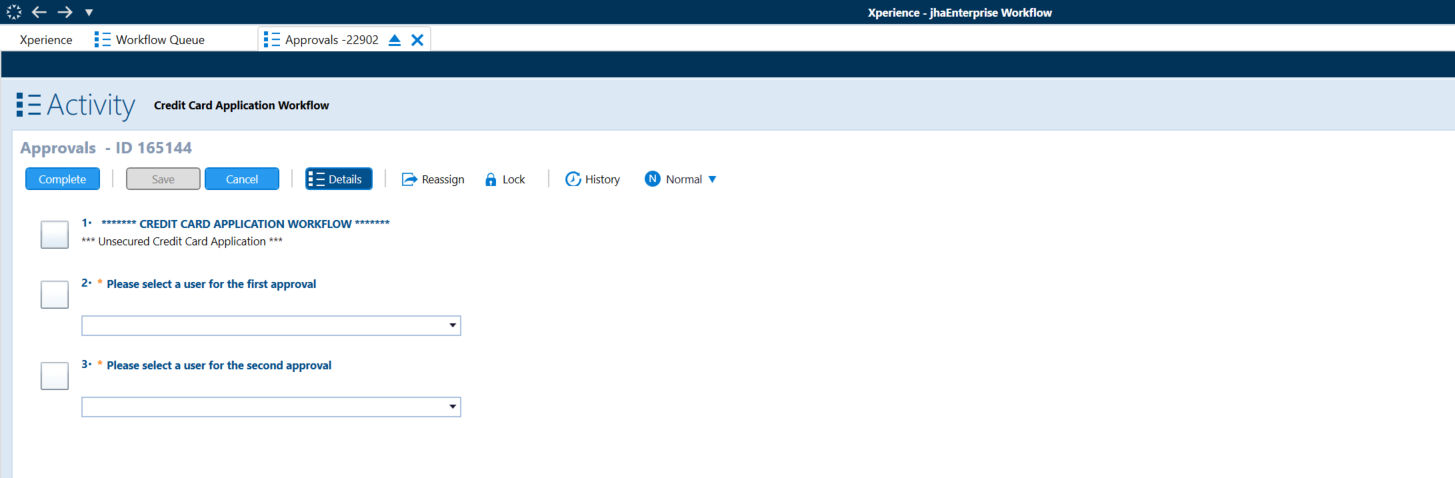 Xperience - jhaEnterprise Workflow
Xperience Workflow Queue Approvals -22902
Activity Credit Card Application Workflow
Approvals - ID 165144
Complete Save Cancel Details Reassign Lock History N Normal
1· ******* CREDIT CARD APPLICATION WORKFLOW *******
*** Unsecured Credit Card Application ***
2· * Please select a user for the first approval
3· * Please select a user for the second approval